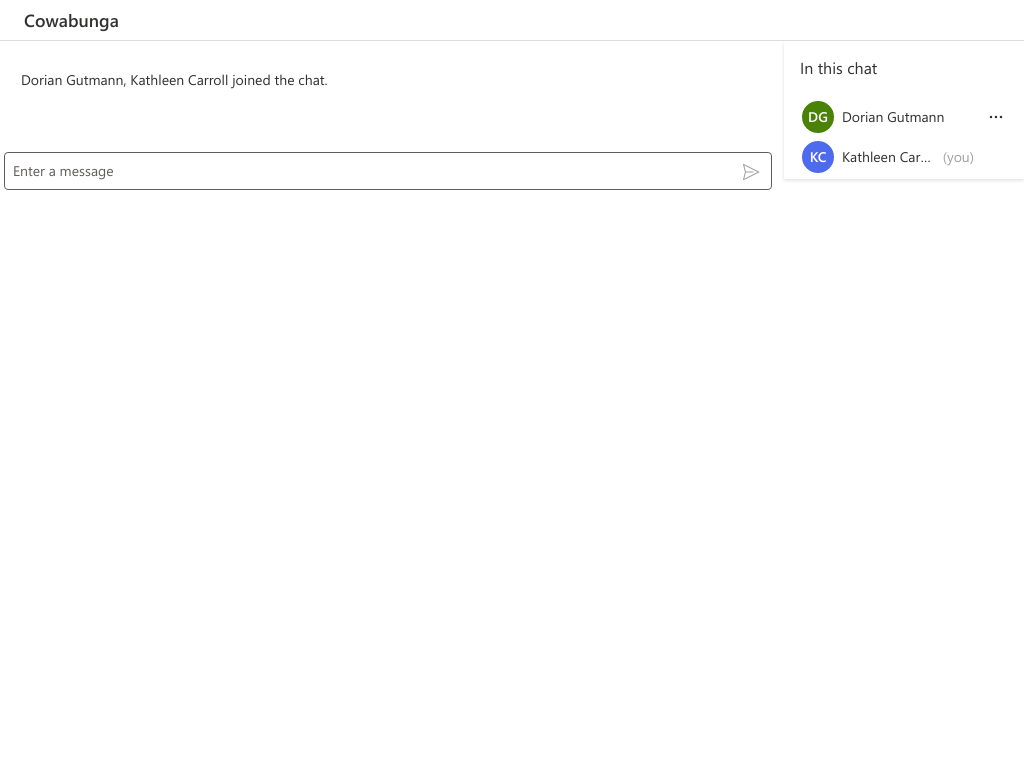 Cowabunga
Dorian Gutmann, Kathleen Carroll joined the chat.
Enter a message
In this chat
DG Dorian Gutmann
KC Kathleen Car... (you)